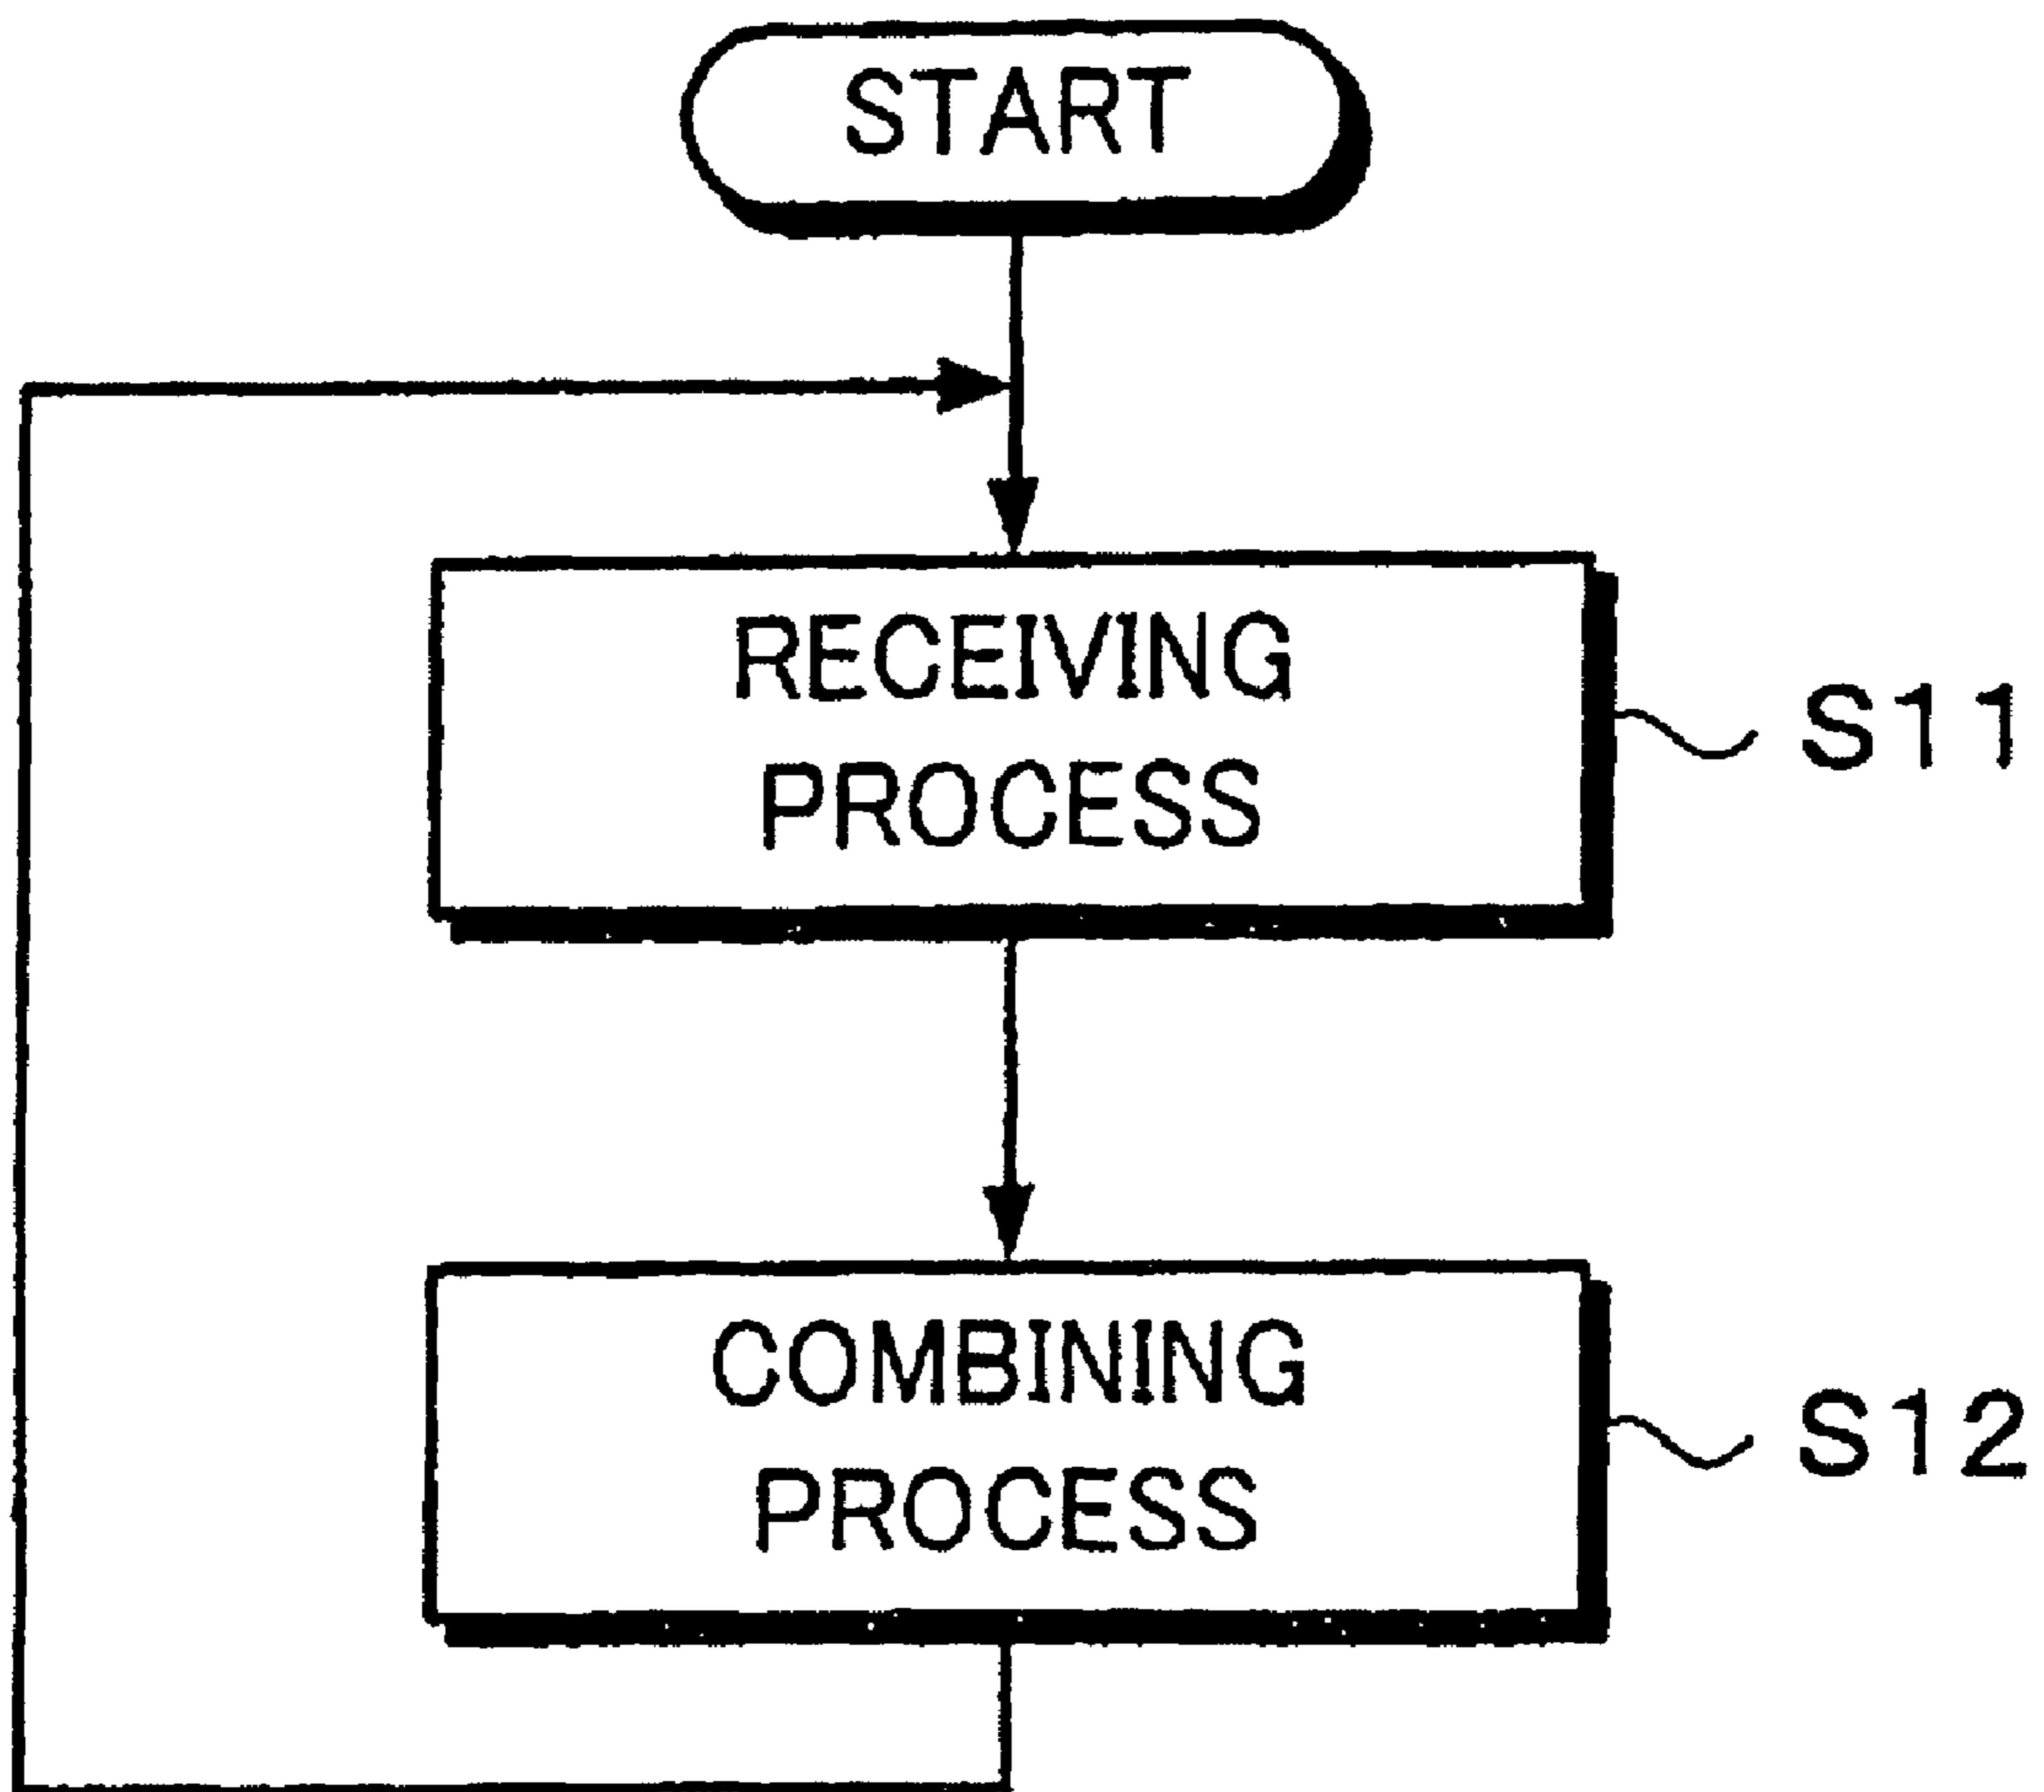 START
RECEIVING
PROCESS
S11
COMBINING
PROCESS
S12